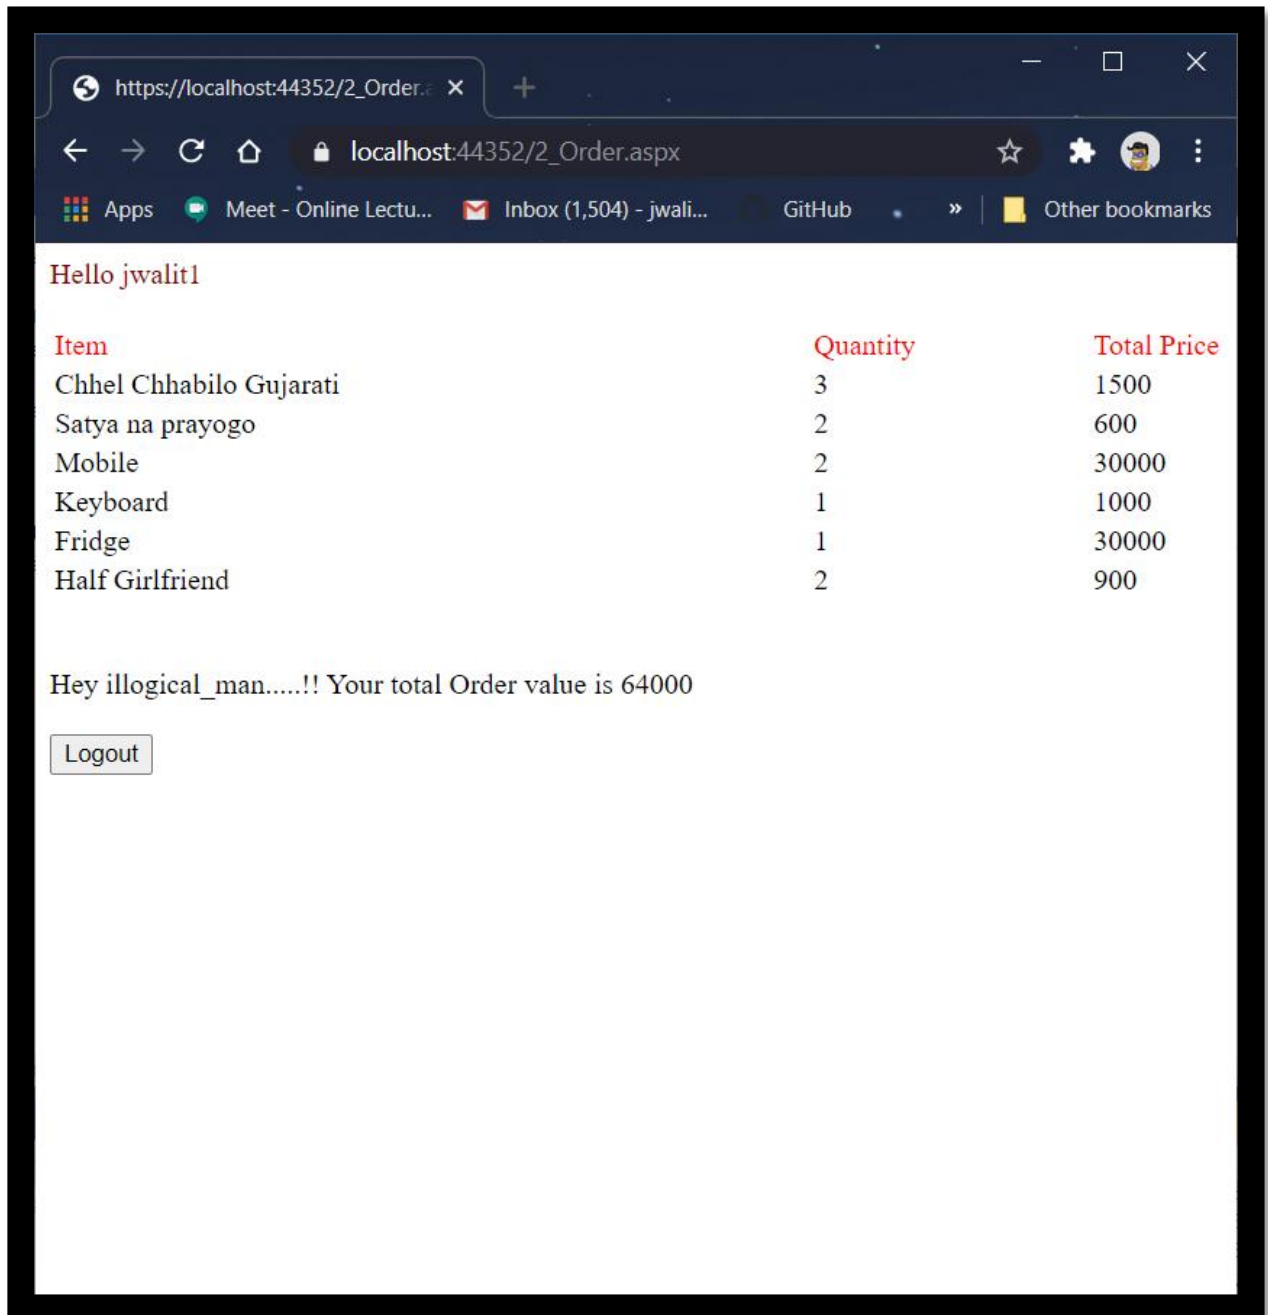 https://localhost:44352/2_Order.a
localhost:44352/2_Order.aspx
Apps Meet - Online Lectu... Inbox (1,504) - jwali... GitHub » Other bookmarks
Hello jwalit1
Item Quantity Total Price
Chhel Chhabilo Gujarati 3 1500
Satya na prayogo 2 600
Mobile 2 30000
Keyboard 1 1000
Fridge 1 30000
Half Girlfriend 2 900
Hey illogical_man.....!! Your total Order value is 64000
Logout